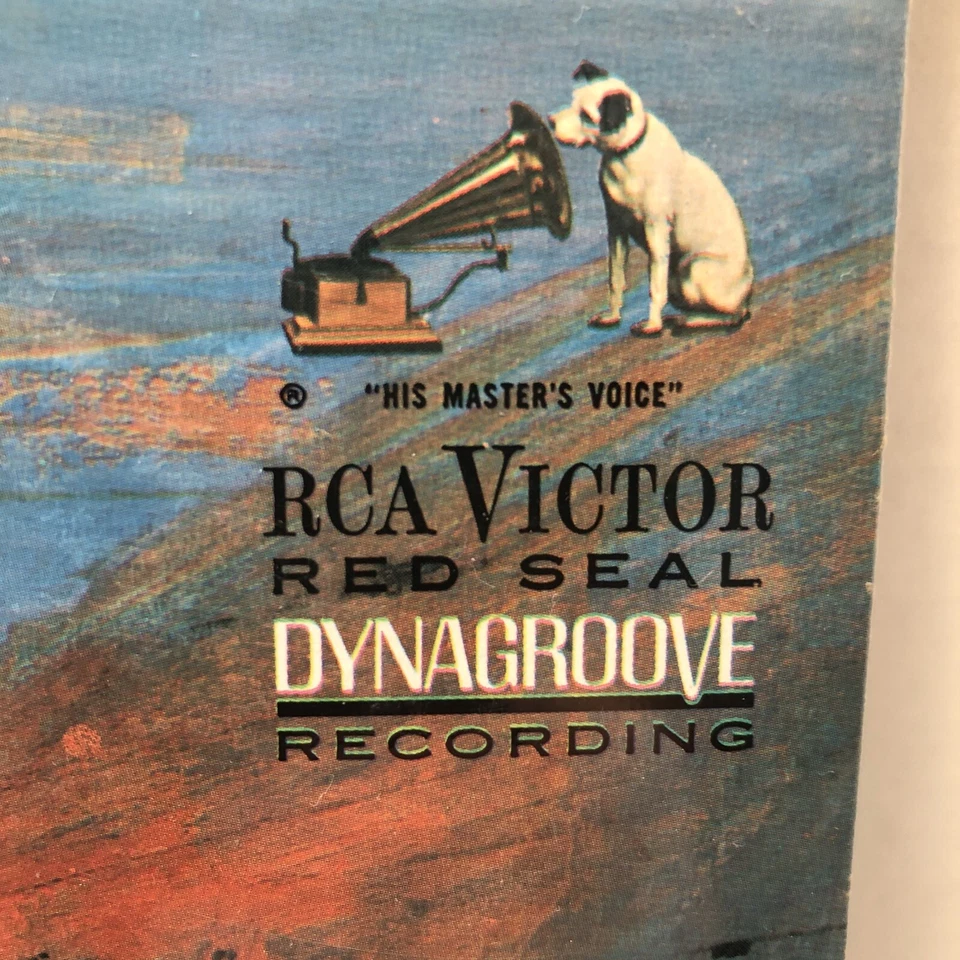 ® "HIS MASTER'S VOICE"
RCA VICTOR
RED SEAL
DYNAGROOVE
RECORDING